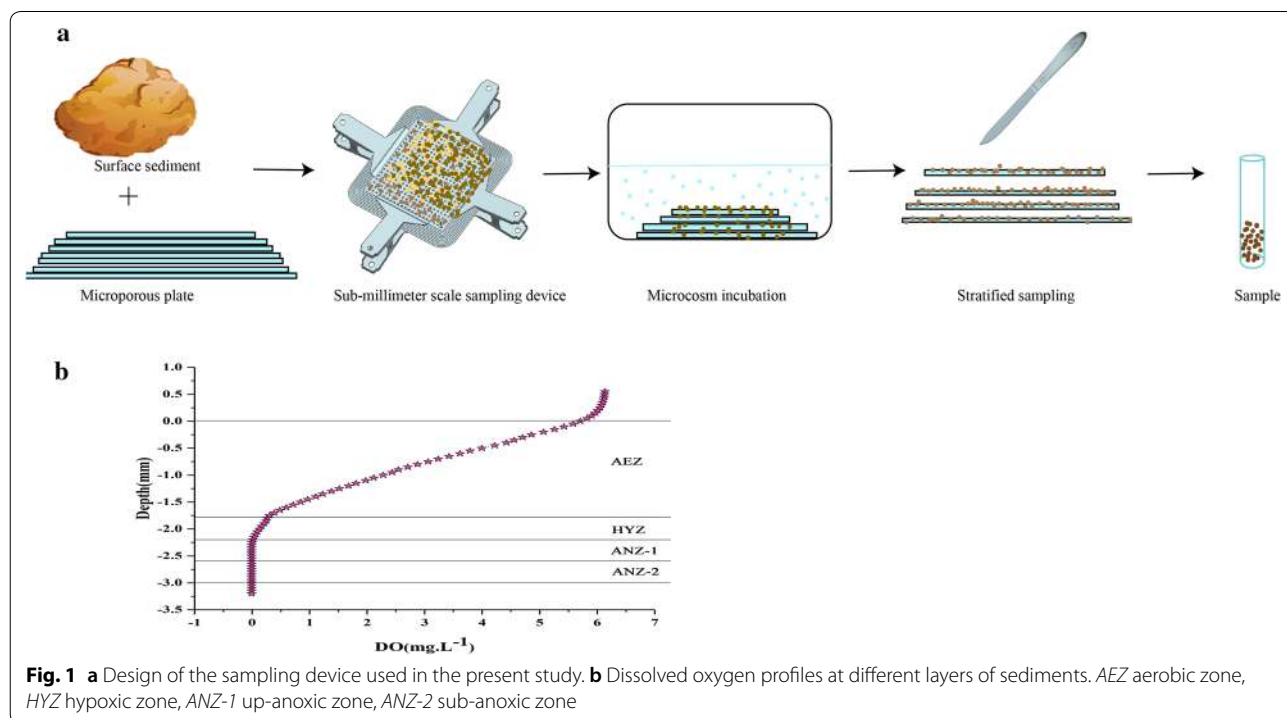 a
Surface sediment
+
Microporous plate
Sub-millimeter scale sampling device
Microcosm incubation
Stratified sampling
Sample
b
1.0
0.5
0.0
-0.5
-1.0
-1.5
-2.0
-2.5
-3.0
-3.5
Depth(mm)
AEZ
HYZ
ANZ-1
ANZ-2
-1 0 1 2 3 4 5 6 7
DO(mg.L⁻¹)
Fig. 1 a Design of the sampling device used in the present study. b Dissolved oxygen profiles at different layers of sediments. AEZ aerobic zone,
HYZ hypoxic zone, ANZ-1 up-anoxic zone, ANZ-2 sub-anoxic zone